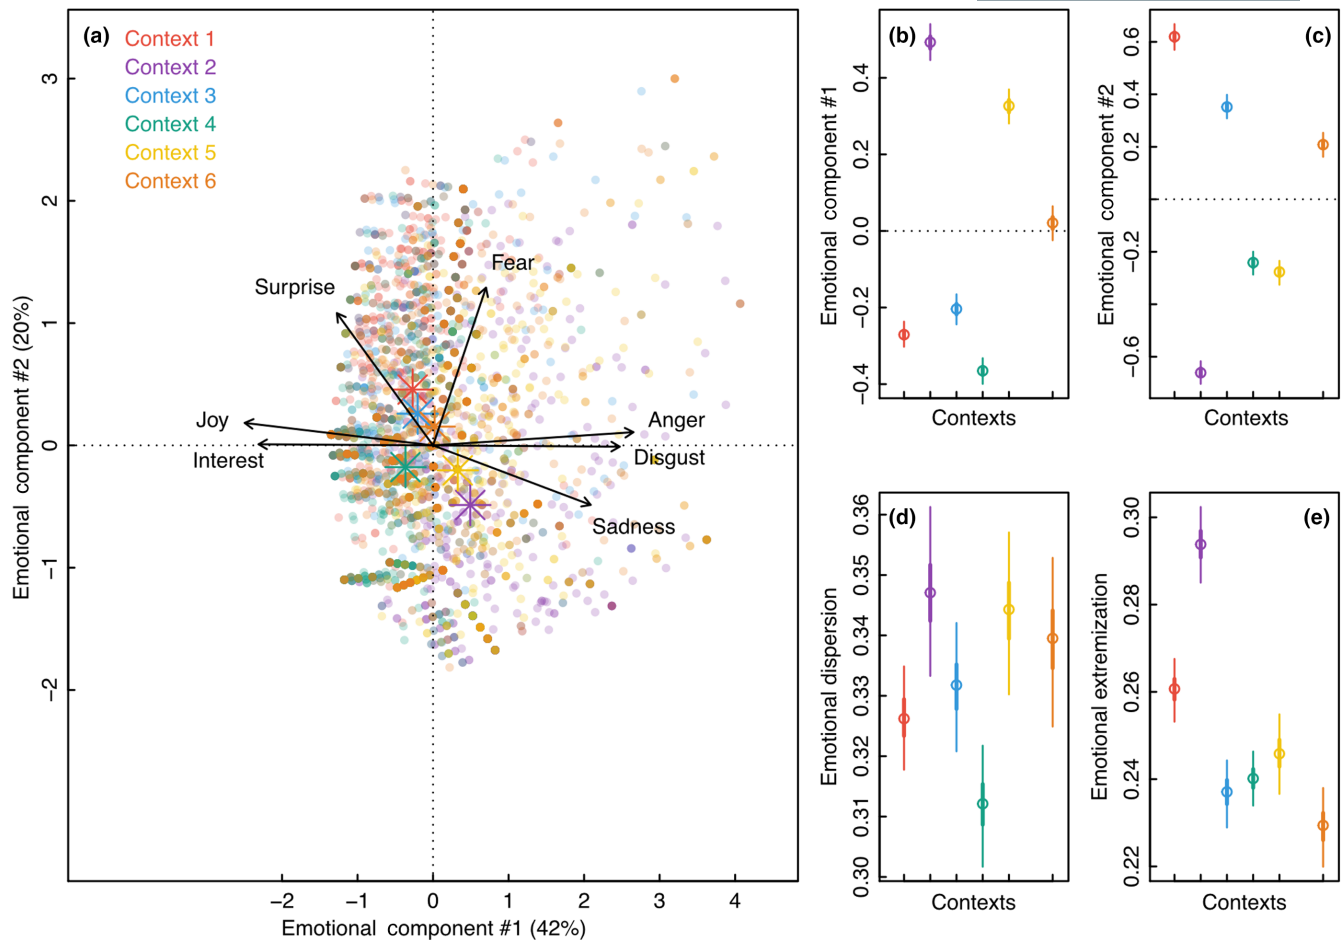 (a)
Context 1
Context 2
Context 3
Context 4
Context 5
Context 6
Fear
Surprise
Joy
Interest
Anger
Disgust
Sadness
3
2
1
0
−1
−2
Emotional component #2 (20%)
−2 −1 0 1 2 3 4
Emotional component #1 (42%)
(b)
0.4
0.2
0.0
−0.2
−0.4
Emotional component #1
Contexts
(c)
0.6
0.4
0.2
−0.2
−0.6
Emotional component #2
Contexts
(d)
0.36
0.35
0.34
0.33
0.32
0.31
0.30
Emotional dispersion
Contexts
(e)
0.30
0.28
0.26
0.24
0.22
Emotional extremization
Contexts